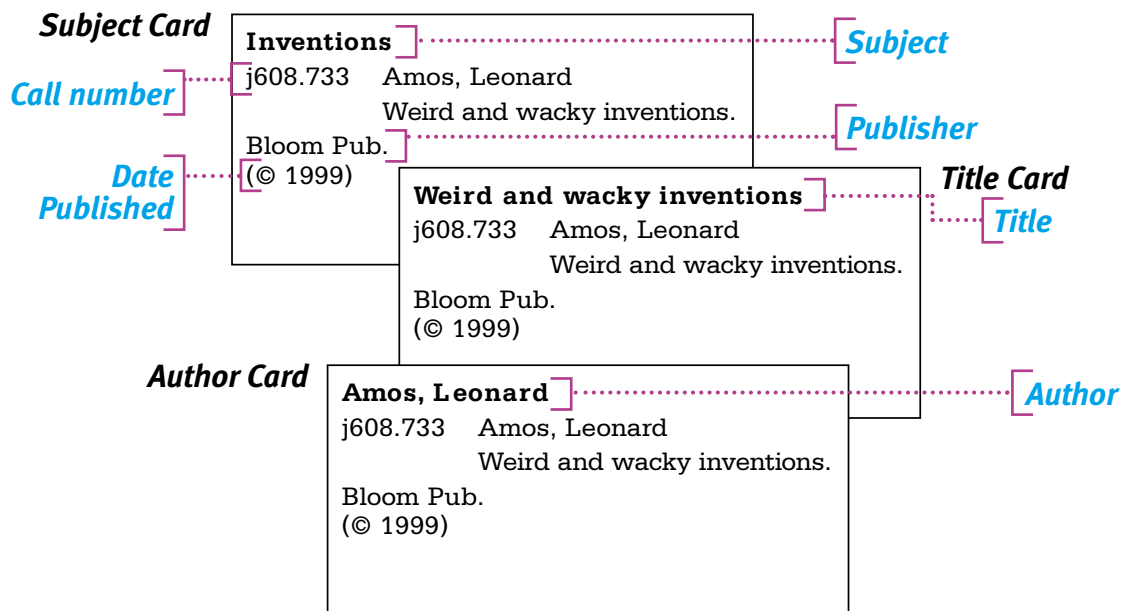 Subject Card
Inventions
Subject
Call number
j608.733 Amos, Leonard
Weird and wacky inventions.
Publisher
Bloom Pub.
Date
Published
(© 1999)
Title Card
Weird and wacky inventions
Title
j608.733 Amos, Leonard
Weird and wacky inventions.
Bloom Pub.
(© 1999)
Author Card
Amos, Leonard
Author
j608.733 Amos, Leonard
Weird and wacky inventions.
Bloom Pub.
(© 1999)